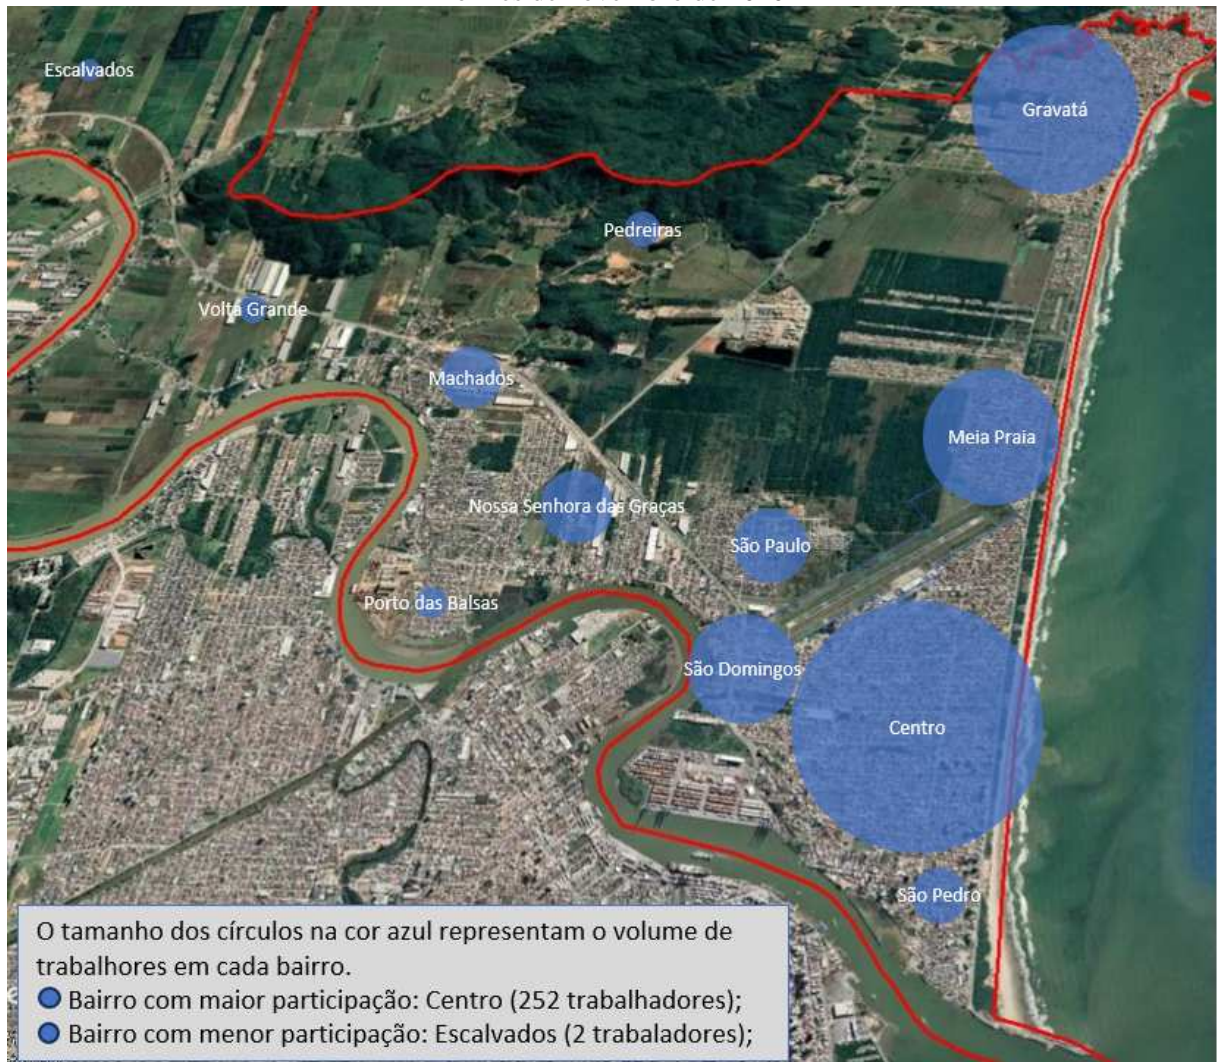 Escalvados
Gravatá
Pedreiras
Volta Grande
Machados
Meia Praia
Nossa Senhora das Graças
São Paulo
Porto das Balsas
São Domingos
Centro
São Pedro
O tamanho dos círculos na cor azul representam o volume de
trabalhores em cada bairro.
Bairro com maior participação: Centro (252 trabalhadores);
Bairro com menor participação: Escalvados (2 trabaladores);